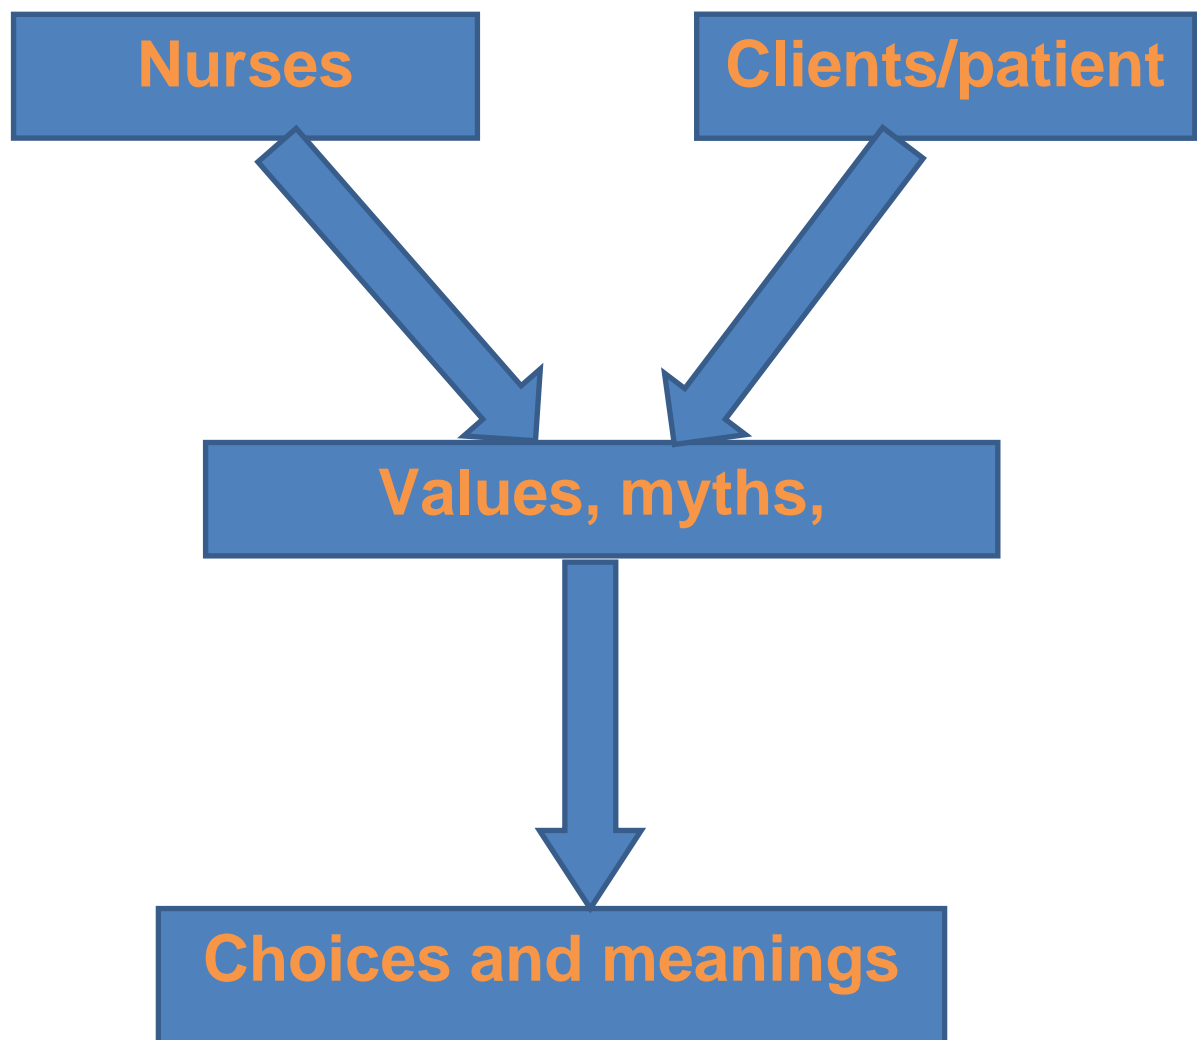 Nurses
Clients/patient
Values, myths,
Choices and meanings